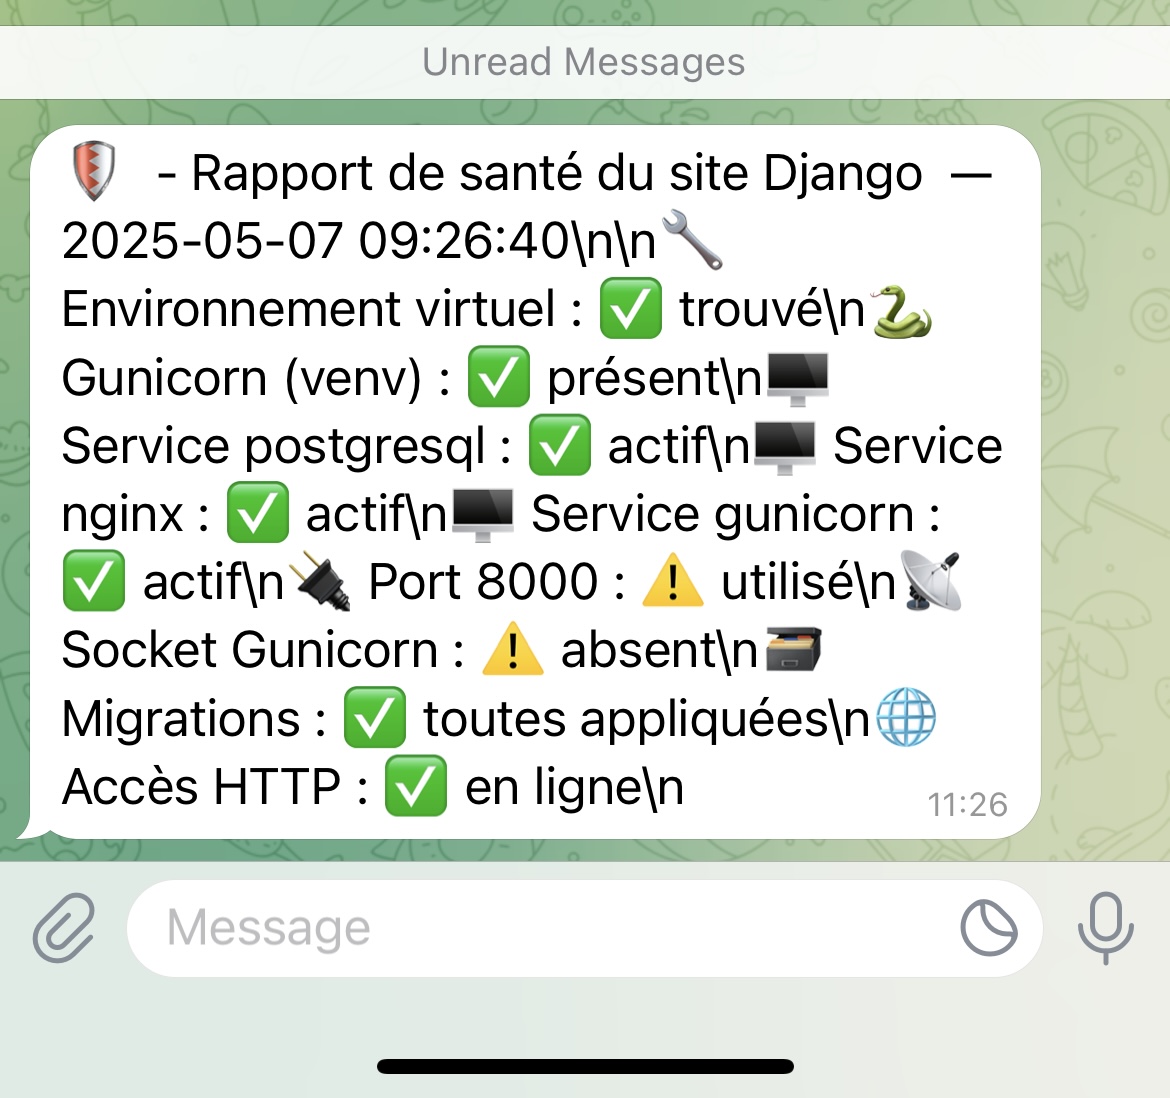 Unread Messages
🛡️ - Rapport de santé du site Django —
2025-05-07 09:26:40\n\n🔧
Environnement virtuel : ✅ trouvé\n🐍
Gunicorn (venv) : ✅ présent\n🖥️
Service postgresql : ✅ actif\n🖥️ Service
nginx : ✅ actif\n🖥️ Service gunicorn :
✅ actif\n🔌 Port 8000 : ⚠️ utilisé\n📡
Socket Gunicorn : ⚠️ absent\n🗃️
Migrations : ✅ toutes appliquées\n🌐
Accès HTTP : ✅ en ligne\n
11:26
Message